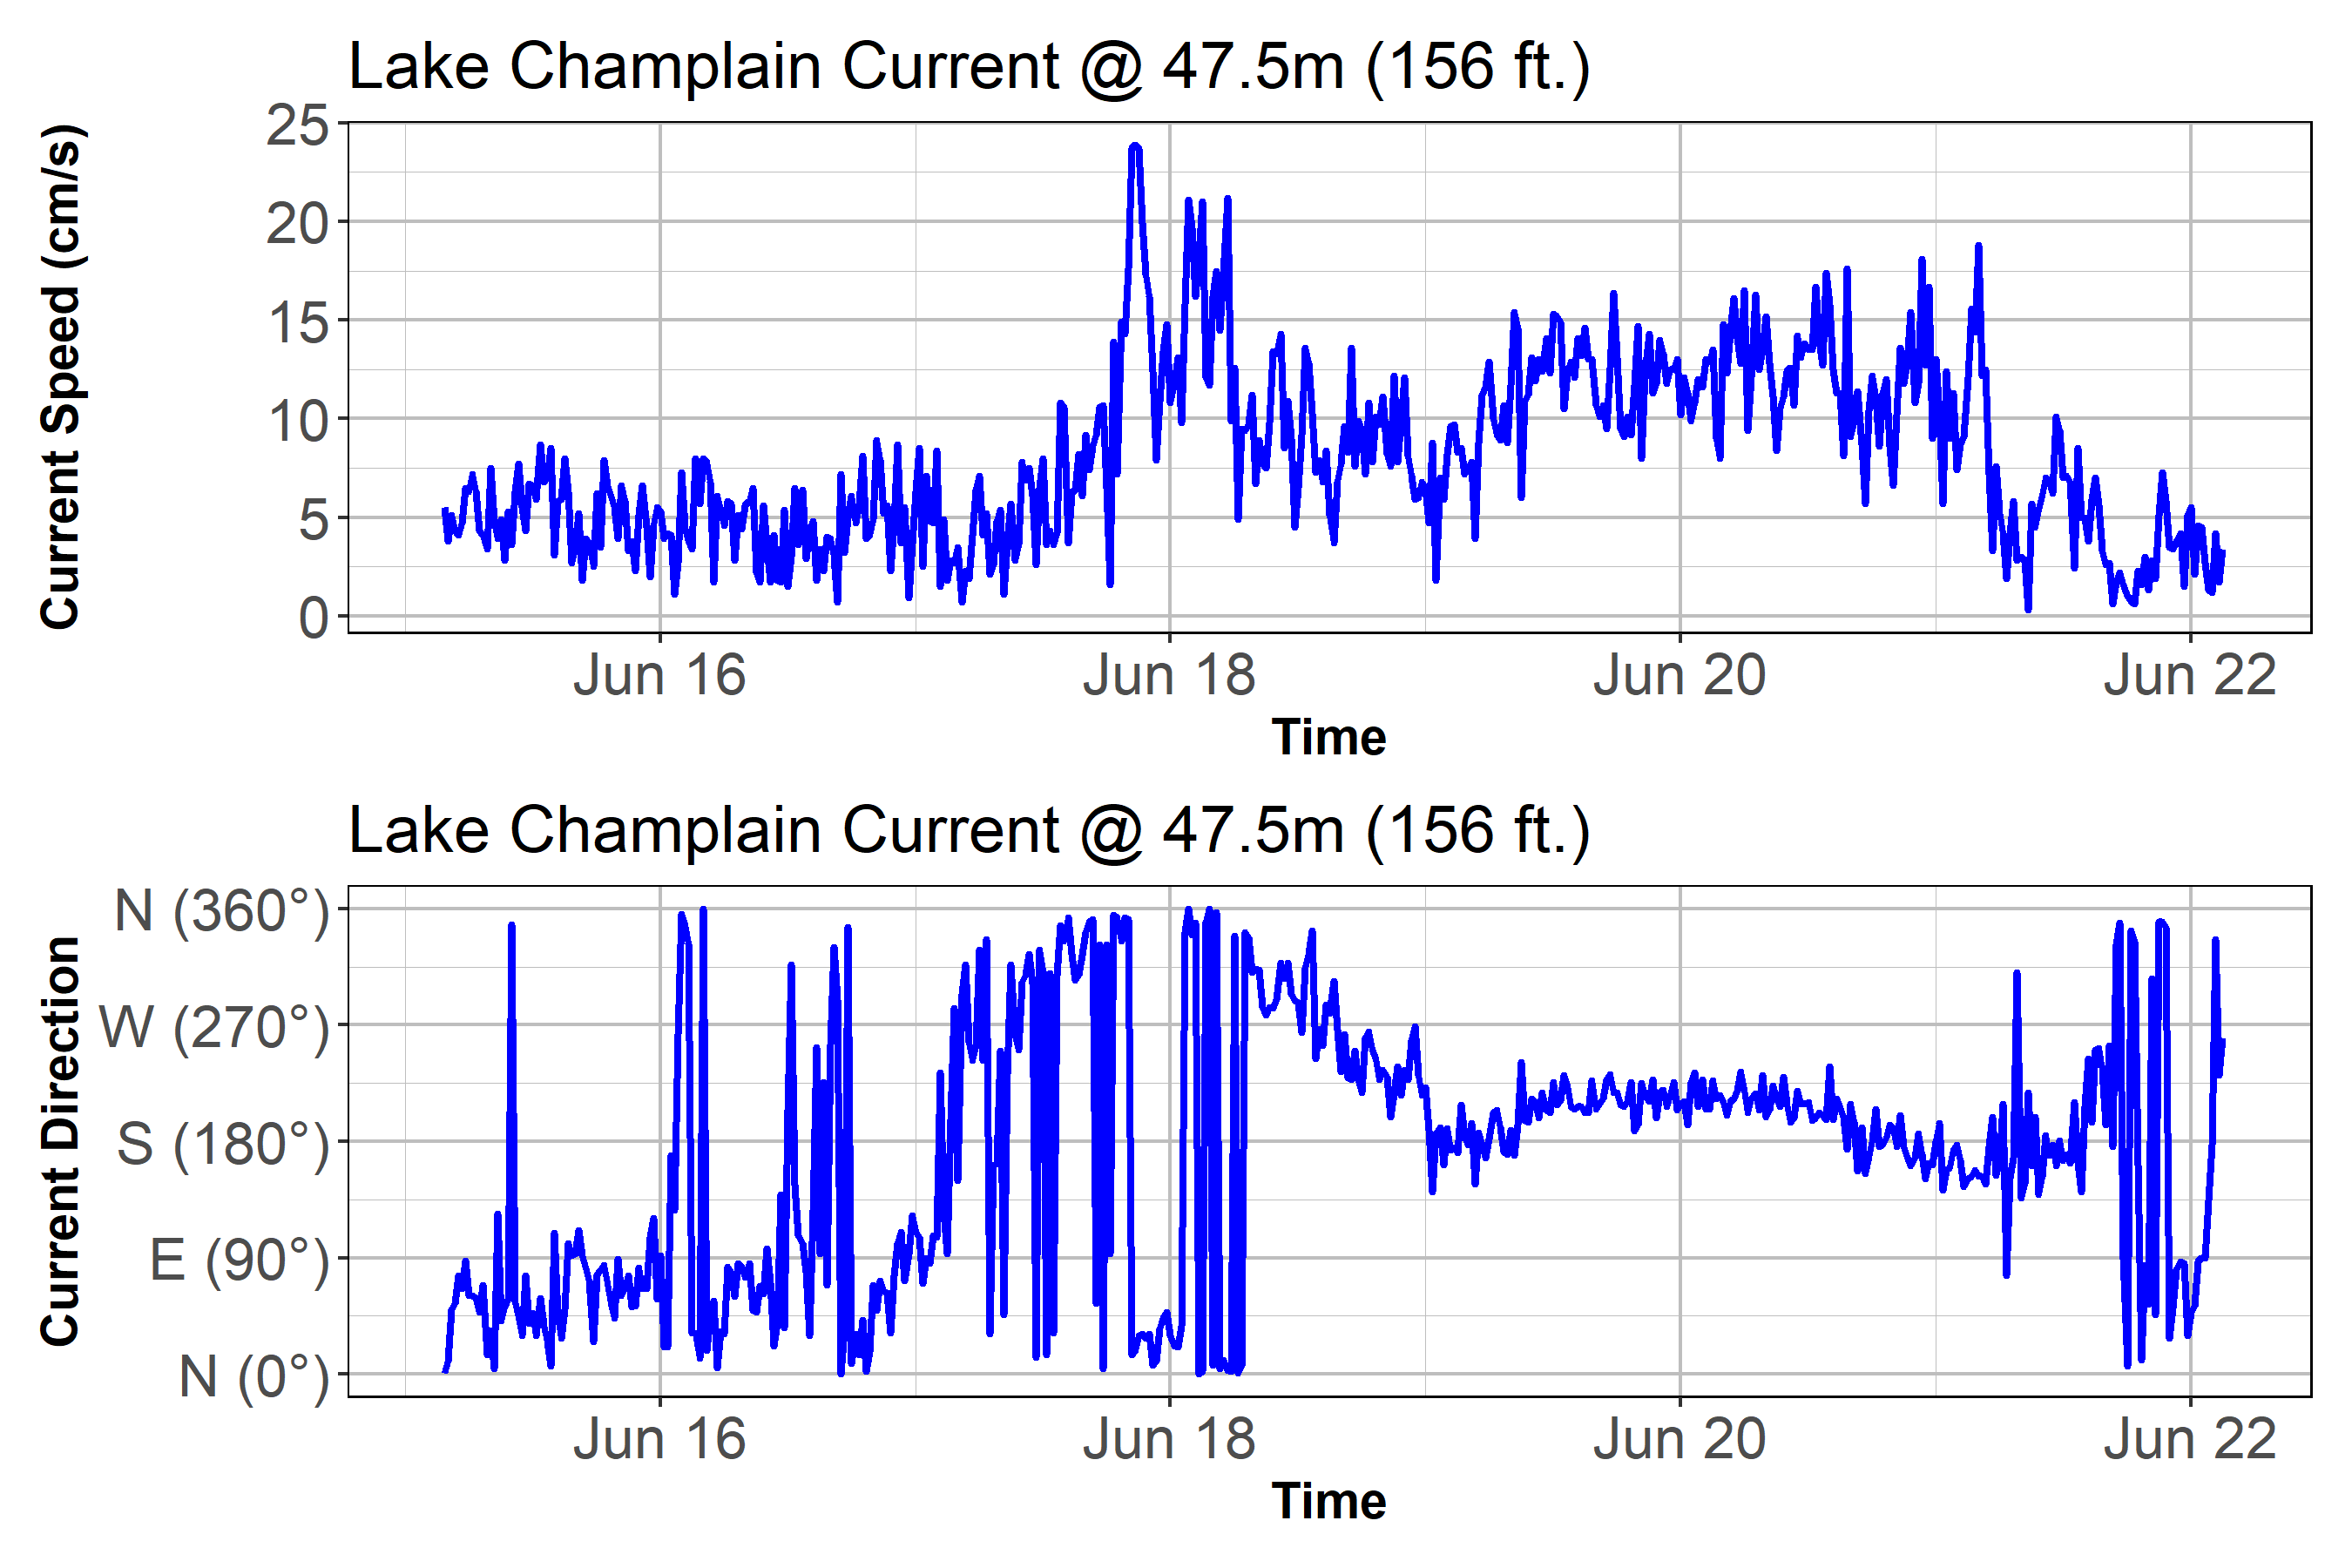 Lake Champlain Current @ 47.5m (156 ft.)
Current Speed (cm/s)
25
20
15
10
5
0
Jun 16 Jun 18 Jun 20 Jun 22
Time
Lake Champlain Current @ 47.5m (156 ft.)
Current Direction
N (360°)
W (270°)
S (180°)
E (90°)
N (0°)
Jun 16 Jun 18 Jun 20 Jun 22
Time